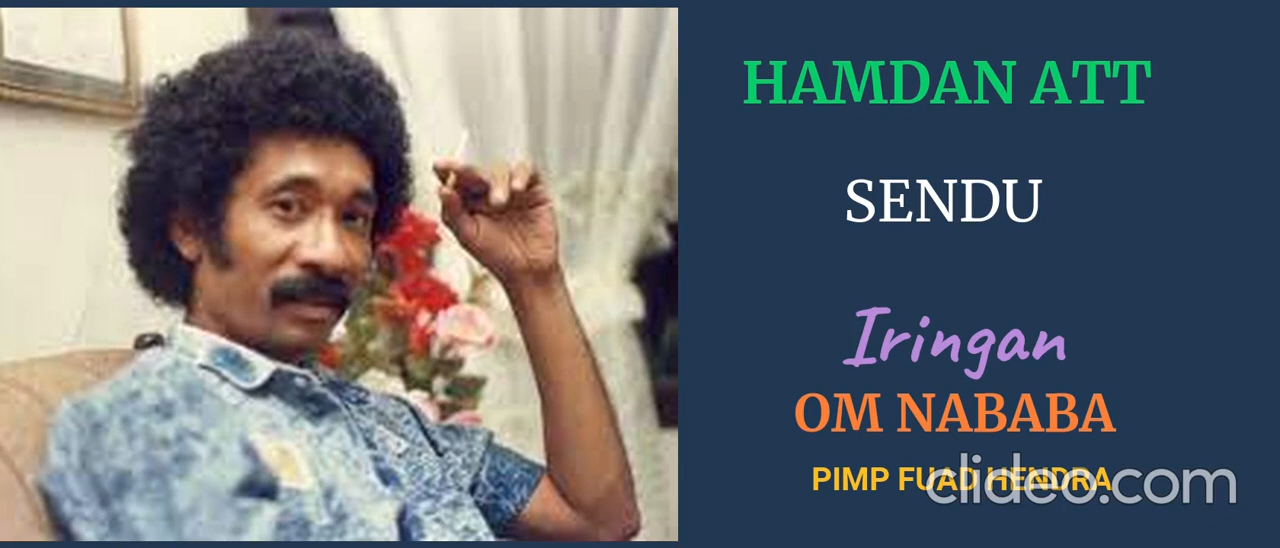 HAMDAN ATT
SENDU
Iringan
OM NABABA
PIMP FUAD HENDRA
clideo.com